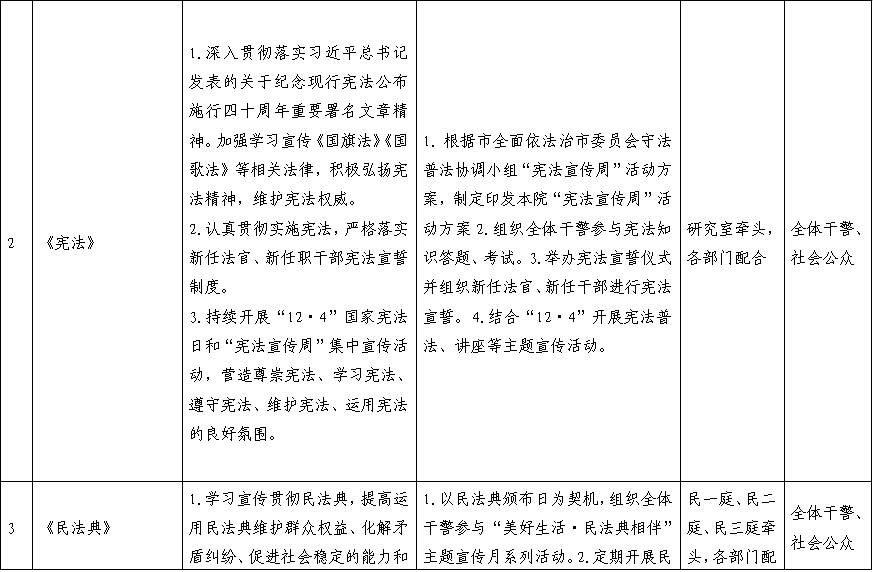 2
《宪法》
1.深入贯彻落实习近平总书记
发表的关于纪念现行宪法公布
施行四十周年重要署名文章精
神。加强学习宣传《国旗法》《国
歌法》等相关法律，积极弘扬宪
法精神，维护宪法权威。
2.认真贯彻实施宪法，严格落实
新任法官、新任职干部宪法宣誓
制度。
3.持续开展“12·4”国家宪法
日和“宪法宣传周”集中宣传活
动，营造尊崇宪法、学习宪法、
遵守宪法、维护宪法、运用宪法
的良好氛围。
1. 根据市全面依法治市委员会守法
普法协调小组“宪法宣传周”活动方
案，制定印发本院“宪法宣传周”活
动方案 2.组织全体干警参与宪法知
识答题、考试。3.举办宪法宣誓仪式
并组织新任法官、新任干部进行宪法
宣誓。4.结合“12·4”开展宪法普
法、讲座等主题宣传活动。
研究室牵头，
各部门配合
全体干警、
社会公众
3
《民法典》
1.学习宣传贯彻民法典，提高运
用民法典维护群众权益、化解矛
盾纠纷、促进社会稳定的能力和
1.以民法典颁布日为契机，组织全体
干警参与“美好生活·民法典相伴”
主题宣传月系列活动。2.定期开展民
民一庭、民二
庭、民三庭牵
头，各部门配
全体干警、
社会公众